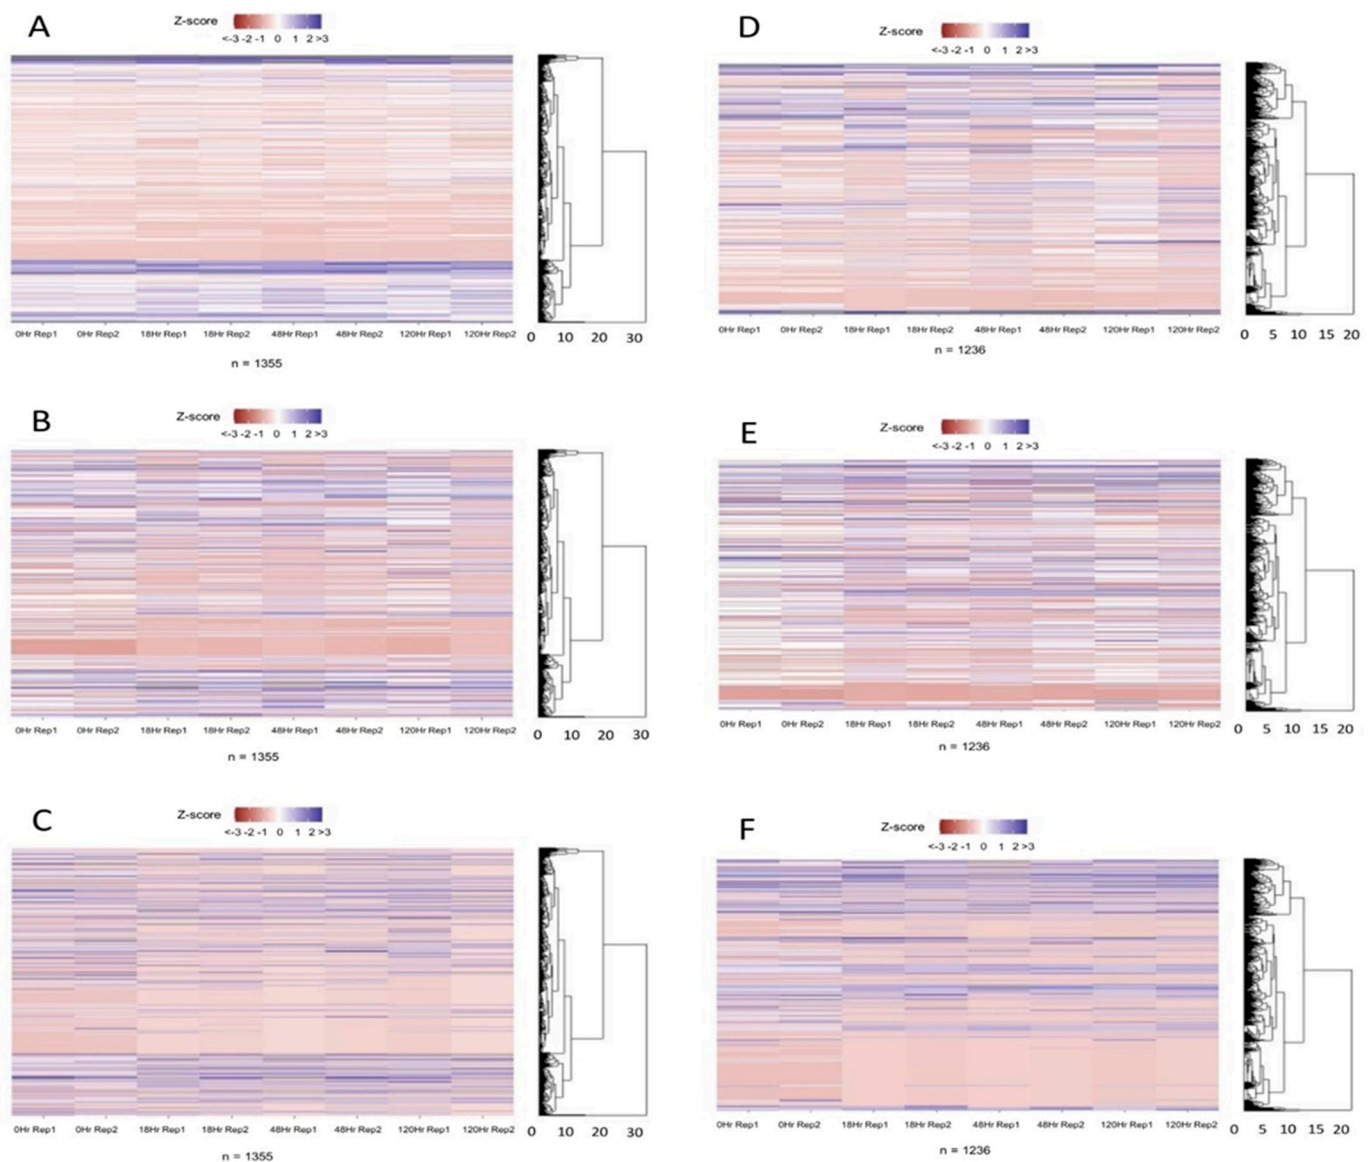 A
Z-score
<-3 -2 -1 0 1 2 >3
0Hr Rep1 0Hr Rep2 18Hr Rep1 18Hr Rep2 48Hr Rep1 48Hr Rep2 120Hr Rep1 120Hr Rep2
0 10 20 30
n = 1355
D
Z-score
<-3 -2 -1 0 1 2 >3
0Hr Rep1 0Hr Rep2 18Hr Rep1 18Hr Rep2 48Hr Rep1 48Hr Rep2 120Hr Rep1 120Hr Rep2
0 5 10 15 20
n = 1236
B
Z-score
<-3 -2 -1 0 1 2 >3
0Hr Rep1 0Hr Rep2 18Hr Rep1 18Hr Rep2 48Hr Rep1 48Hr Rep2 120Hr Rep1 120Hr Rep2
0 10 20 30
n = 1355
E
Z-score
<-3 -2 -1 0 1 2 >3
0Hr Rep1 0Hr Rep2 18Hr Rep1 18Hr Rep2 48Hr Rep1 48Hr Rep2 120Hr Rep1 120Hr Rep2
0 5 10 15 20
n = 1236
C
Z-score
<-3 -2 -1 0 1 2 >3
0Hr Rep1 0Hr Rep2 18Hr Rep1 18Hr Rep2 48Hr Rep1 48Hr Rep2 120Hr Rep1 120Hr Rep2
0 10 20 30
n = 1355
F
Z-score
<-3 -2 -1 0 1 2 >3
0Hr Rep1 0Hr Rep2 18Hr Rep1 18Hr Rep2 48Hr Rep1 48Hr Rep2 120Hr Rep1 120Hr Rep2
0 5 10 15 20
n = 1236